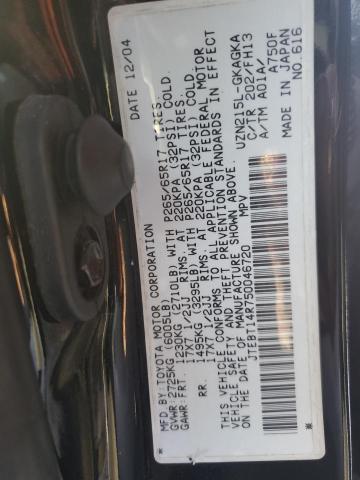 MFD.BY:TOYOTA MOTOR CORPORATION DATE 12/04
GVWR:2725KG (6005LB)
GAWR:FRT. 1230KG (2710LB) WITH P265/65R17 TIRES,
17X7 1/2JJ RIMS, AT 220KPA (32PSI) COLD.
RR. 1495KG (3295LB) WITH P265/65R17 TIRES,
17X7 1/2JJ RIMS, AT 220KPA (32PSI) COLD.
THIS VEHICLE CONFORMS TO ALL APPLICABLE FEDERAL MOTOR
VEHICLE SAFETY AND THEFT PREVENTION STANDARDS IN EFFECT
ON THE DATE OF MANUFACTURE SHOWN ABOVE.
* JTEBT14R750046720 * MPV UZN215L-GKAGKA
C/TR 202/FH13
A/TM A01A/ A750F
MADE IN JAPAN
NO.616